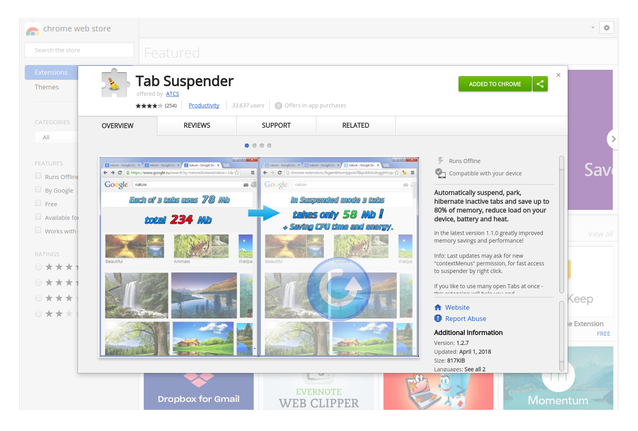 chrome web store
Search the store
Featured
Extensions
Themes
CATEGORIES
All
FEATURES
Runs Offline
By Google
Free
Available fo
Works with
RATINGS
Tab Suspender
offered by ATCS
(254)
Productivity
33,637 users
Offers in-app purchases
ADDED TO CHROME
OVERVIEW
REVIEWS
SUPPORT
RELATED
Google
nature
Each of 3 tabs uses 78 Mb
total 234 Mb
Beautiful
Animals
Google
nature
In Suspended mode 3 tabs
takes only 58 Mb !
+ Saving CPU time and energy.
Runs Offline
Compatible with your device
Automatically suspend, park,
hibernate inactive tabs and save up to
80% of memory, reduce load on your
device, battery and heat.
In the latest version 1.1.0 greatly improved
memory savings and performance!
Info: Last updates may ask for new
"contextMenus" permission, for fast access
to suspender by right click.
If you like to use many open Tabs at once -
Website
Report Abuse
Additional Information
Version: 1.2.7
Updated: April 1, 2018
Size: 817KiB
Languages: See all 2
Sav
View all
Keep
e Extension
FREE
Dropbox for Gmail
EVERNOTE
WEB CLIPPER
Momentum